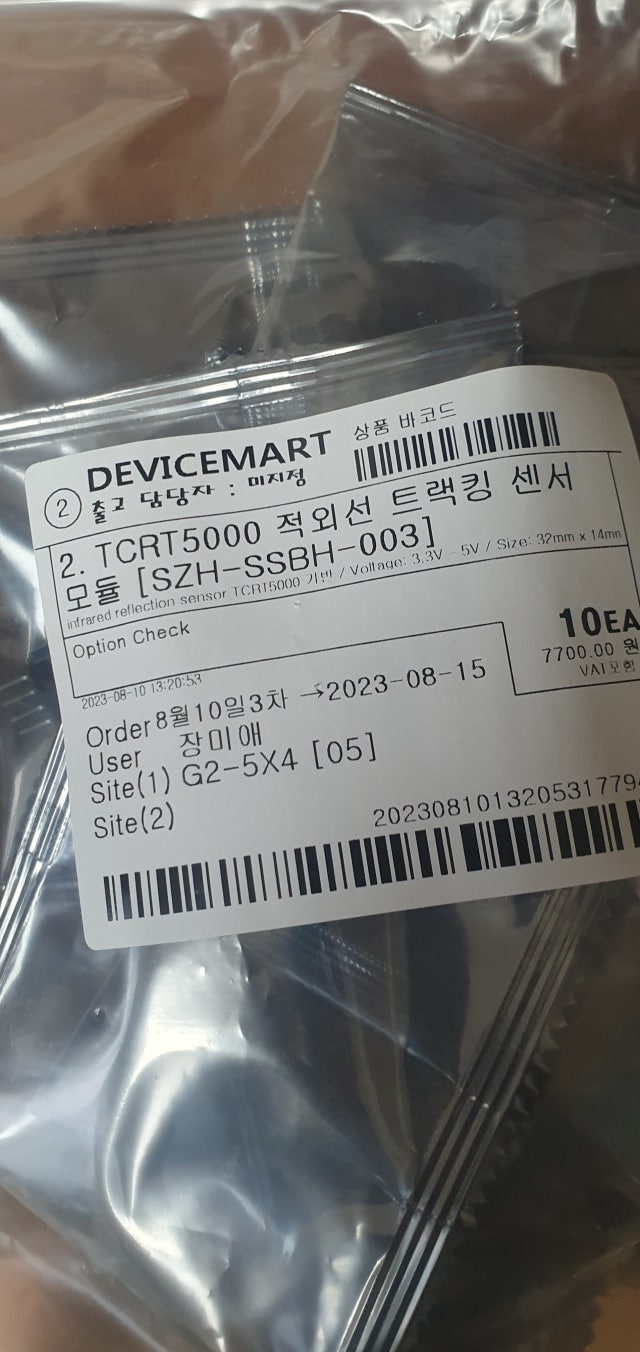 상품 바코드
DEVICEMART
② 출고 담당자 : 미지정
2. TCRT5000 적외선 트랙킹 센서
모듈 [SZH-SSBH-003]
infrared reflection sensor TCRT5000 기반 / Voltage: 3.3V - 5V / Size: 32mm x 14mm
Option Check
10EA
7700.00 원
VAT포함
2023-08-10 13:20:53
Order 8월10일3차 →2023-08-15
User 장미애
Site(1) G2-5X4 [05]
Site(2)
2023081013205317794